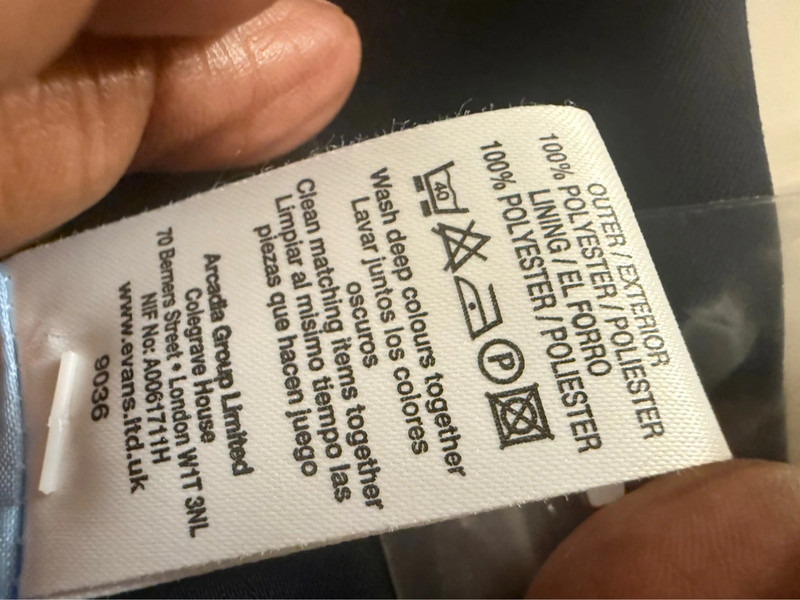 OUTER / EXTERIOR
100% POLYESTER / POLIESTER
LINING / EL FORRO
100% POLYESTER / POLIESTER
40
P
Wash deep colours together
Lavar juntos los colores
oscuros
Clean matching items together
Limpiar al misimo tiempo las
piezas que hacen juego
Arcadia Group Limited
Colegrave House
70 Berners Street • London W1T 3NL
NIF No: A0061711H
www.evans.ltd.uk
9036